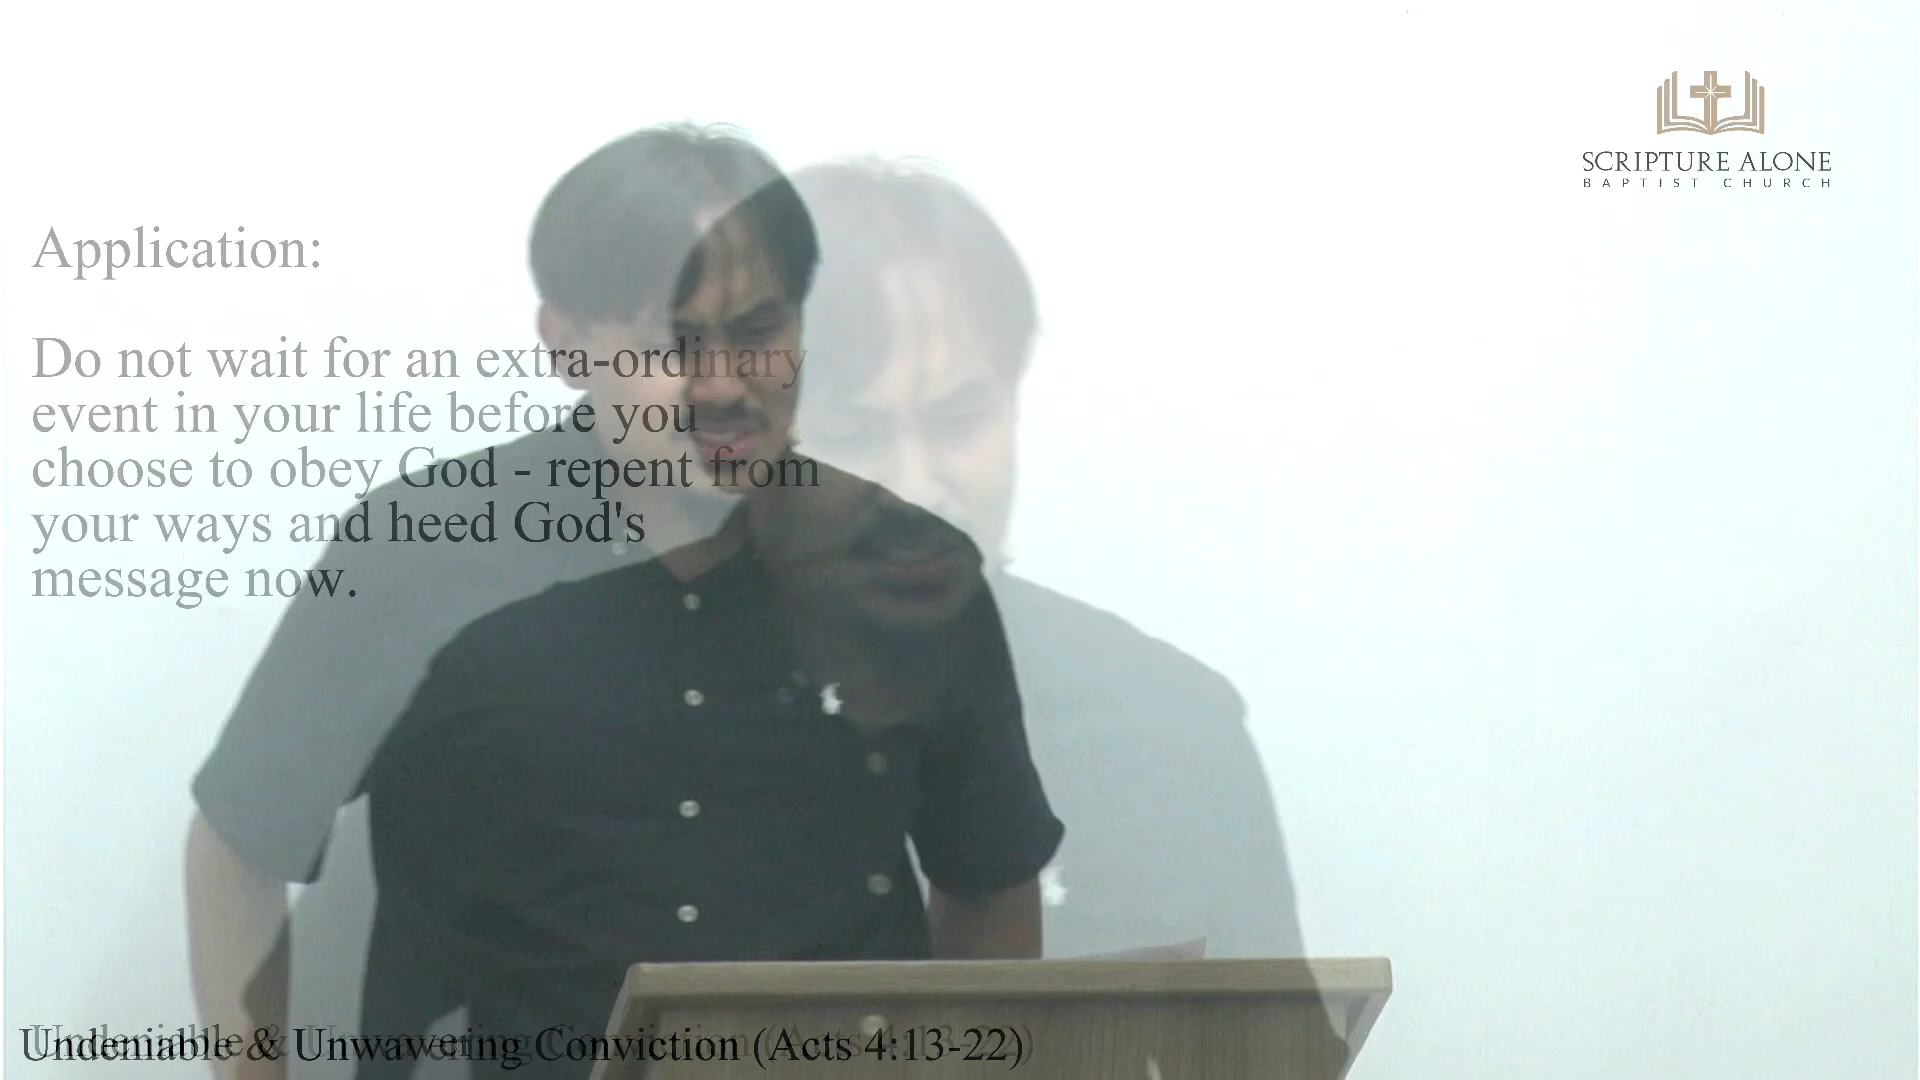 SCRIPTURE ALONE
BAPTIST CHURCH
Application:
Do not wait for an extra-ordinary
event in your life before you
choose to obey God - repent from
your ways and heed God's
message now.
Undeniable & Unwavering Conviction (Acts 4:13-22)